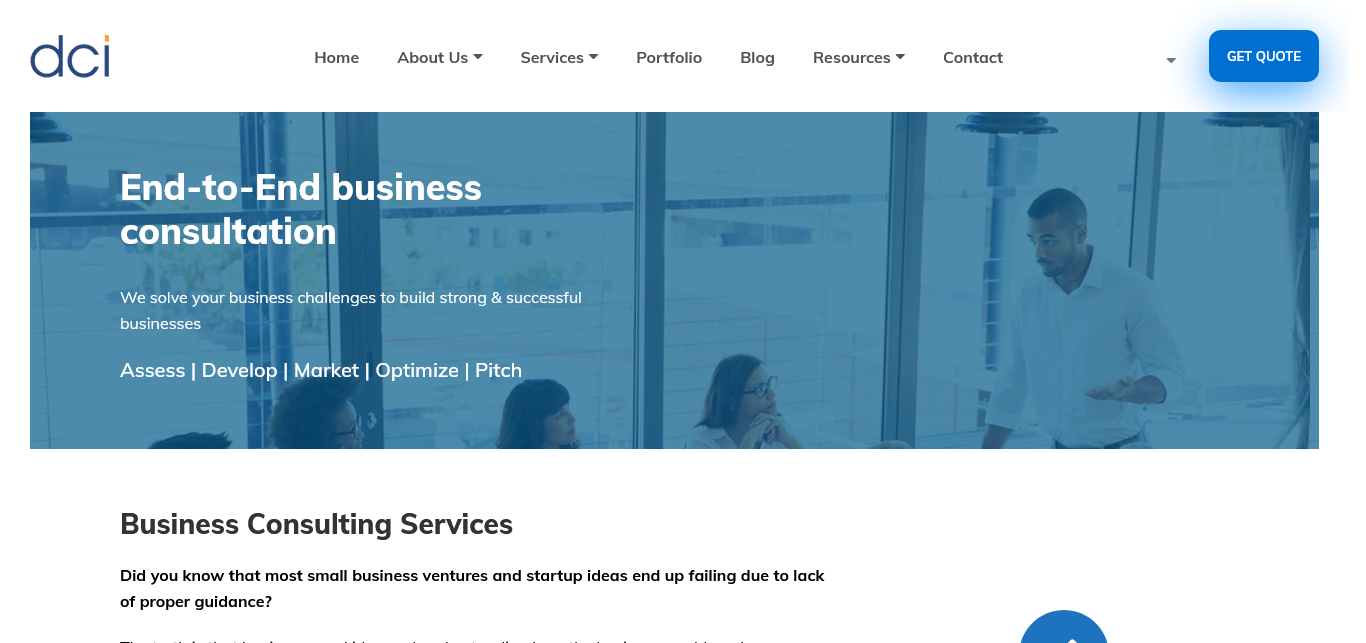 dci
Home About Us Services Portfolio Blog Resources Contact GET QUOTE
End-to-End business
consultation
We solve your business challenges to build strong & successful
businesses
Assess | Develop | Market | Optimize | Pitch
Business Consulting Services
Did you know that most small business ventures and startup ideas end up failing due to lack
of proper guidance?